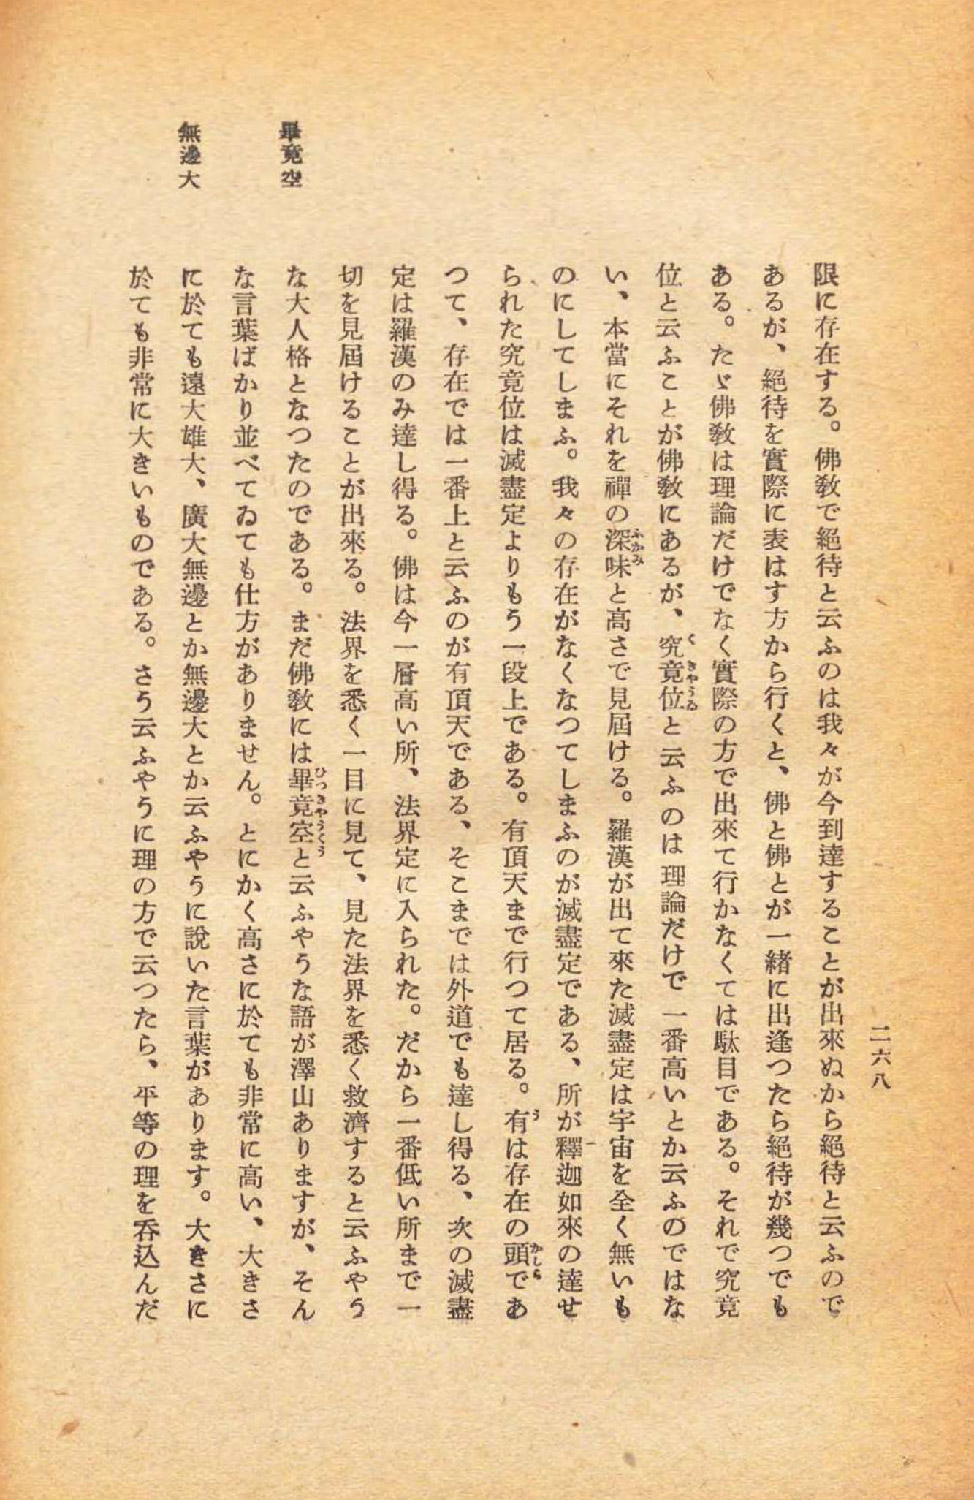 二六八
限に存在する。佛敎で絶待と云ふのは我々が今到達することが出來ぬから絶待と云ふので
あるが、絶待を實際に表はす方から行くと、佛と佛とが一緒に出逢つたら絶待が幾つでも
ある。たゞ佛敎は理論だけでなく實際の方で出來て行かなくては駄目である。それで究竟
位と云ふことが佛敎にあるが、究竟位と云ふのは理論だけで一番高いとか云ふのではな
い、本當にそれを禪の深味と高さで見屆ける。羅漢が出て來た滅盡定は宇宙を全く無いも
のにしてしまふ。我々の存在がなくなつてしまふのが滅盡定である、所が釋迦如來の達せ
られた究竟位は滅盡定よりもう一段上である。有頂天まで行つて居る。有は存在の頭であ
つて、存在では一番上と云ふのが有頂天である、そこまでは外道でも達し得る、次の滅盡
定は羅漢のみ達し得る。佛は今一層高い所、法界定に入られた。だから一番低い所まで一
切を見屆けることが出來る。法界を悉く一目に見て、見た法界を悉く救濟すると云ふやう
な大人格となつたのである。まだ佛敎には畢竟空と云ふやうな語が澤山ありますが、そん
な言葉ばかり並べてゐても仕方がありません。とにかく高さに於ても非常に高い、大きさ
に於ても遠大雄大、廣大無邊とか無邊大とか云ふやうに說いた言葉があります。大きさに
於ても非常に大きいものである。さう云ふやうに理の方で云つたら、平等の理を呑込んだ
畢竟空
無邊大
ふかみ
くきやうゐ
う
かしら
ひつきやうくう